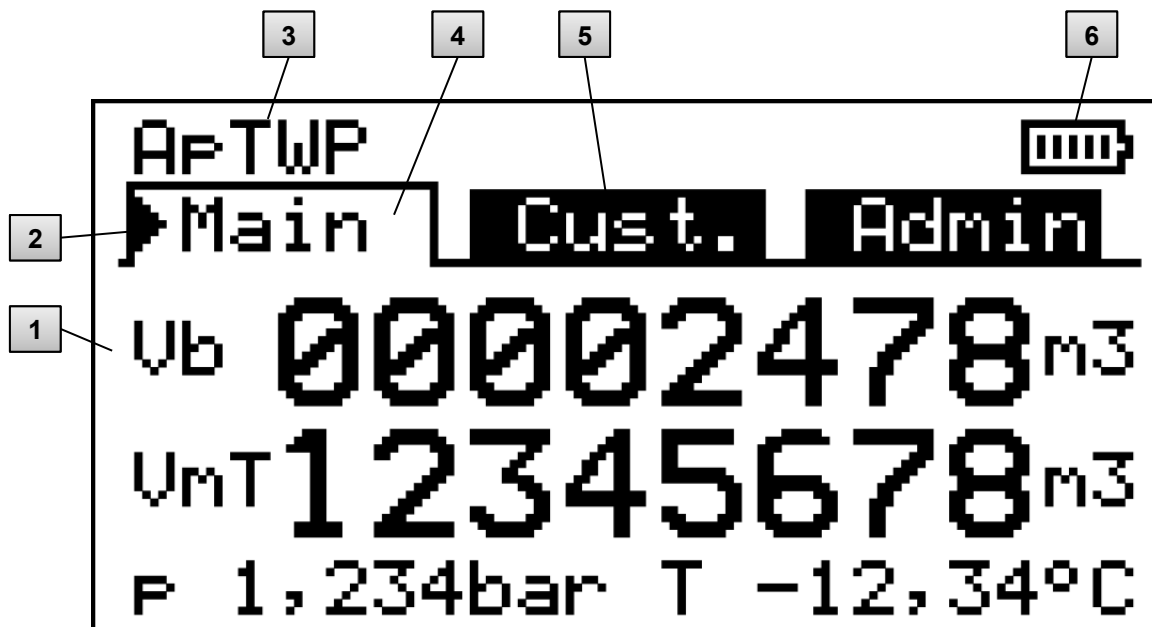 3 4 5 6
ApTWP
2 Main Cust. Admin
1 Vb 00002478m3
VmT12345678m3
p 1,234bar T -12,34°C